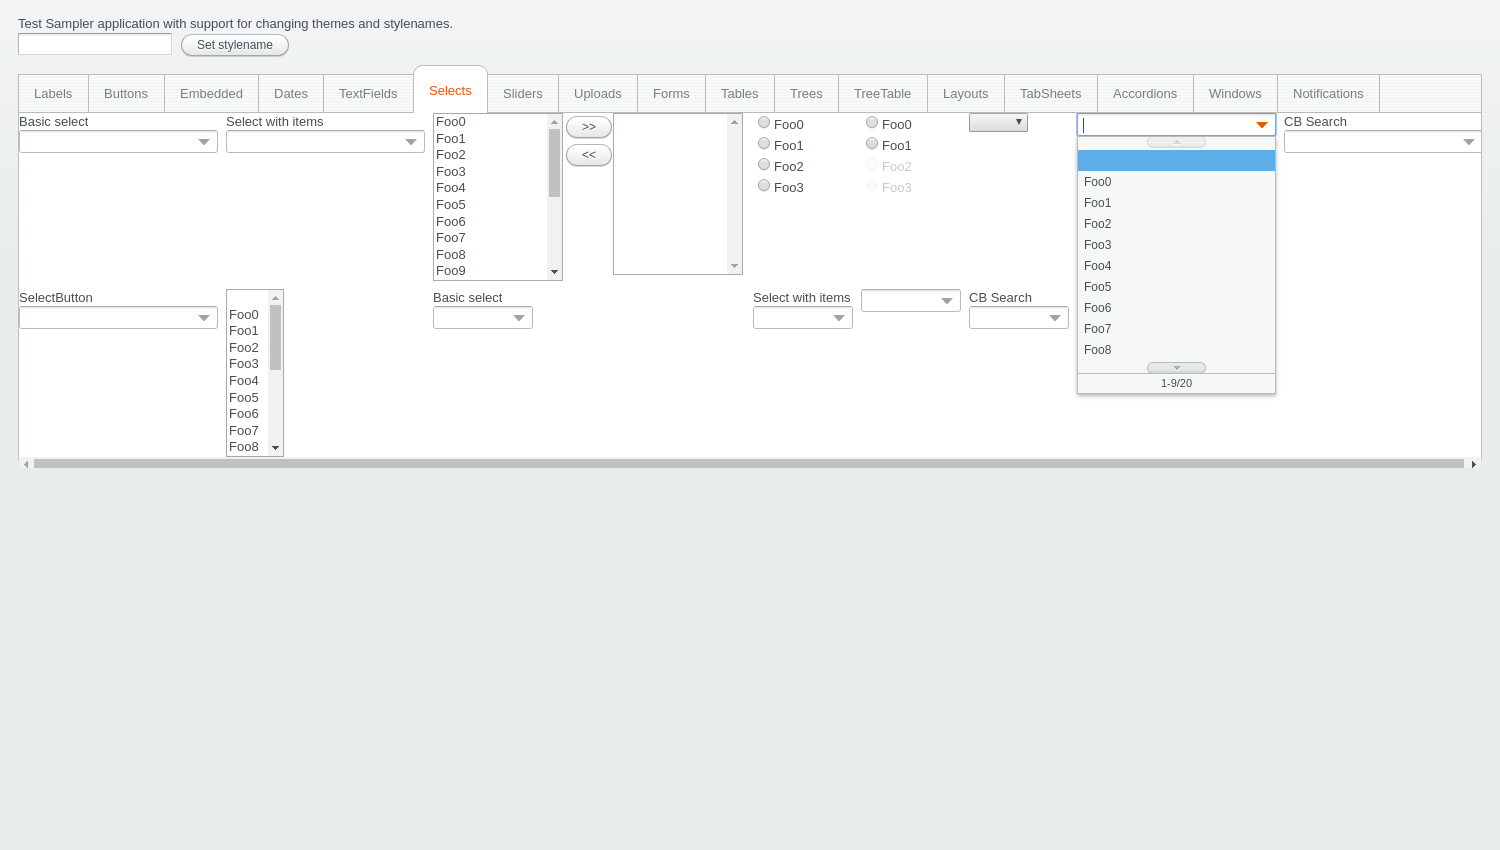 Test Sampler application with support for changing themes and stylenames.
Set stylename
Labels
Buttons
Embedded
Dates
TextFields
Selects
Sliders
Uploads
Forms
Tables
Trees
TreeTable
Layouts
TabSheets
Accordions
Windows
Notifications
Basic select
Select with items
Foo0
Foo1
Foo2
Foo3
Foo4
Foo5
Foo6
Foo7
Foo8
Foo9
>>
<<
Foo0
Foo1
Foo2
Foo3
Foo0
Foo1
Foo2
Foo3
Foo0
Foo1
Foo2
Foo3
Foo4
Foo5
Foo6
Foo7
Foo8
1-9/20
CB Search
SelectButton
Foo0
Foo1
Foo2
Foo3
Foo4
Foo5
Foo6
Foo7
Foo8
Basic select
Select with items
CB Search